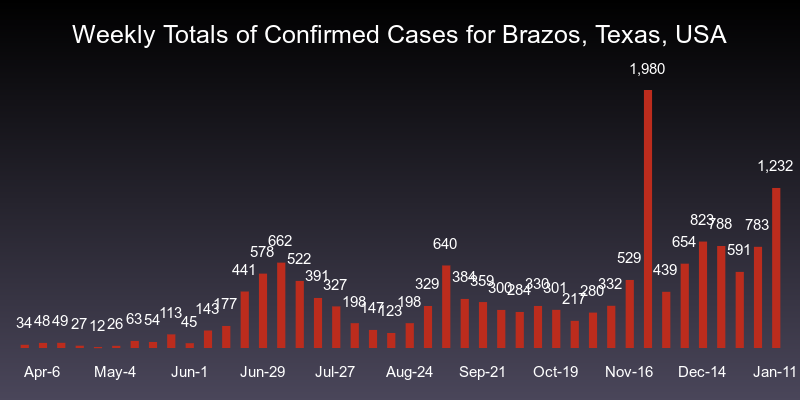 Weekly Totals of Confirmed Cases for Brazos, Texas, USA
34 48 49 27 12 26 63 54 113 45 143 177 441 578 662 522 391 327 198 147 123 198 329 640 384 359 300 284 330 301 217 280 332 529 1,980 439 654 823 788 591 783 1,232
Apr-6 May-4 Jun-1 Jun-29 Jul-27 Aug-24 Sep-21 Oct-19 Nov-16 Dec-14 Jan-11